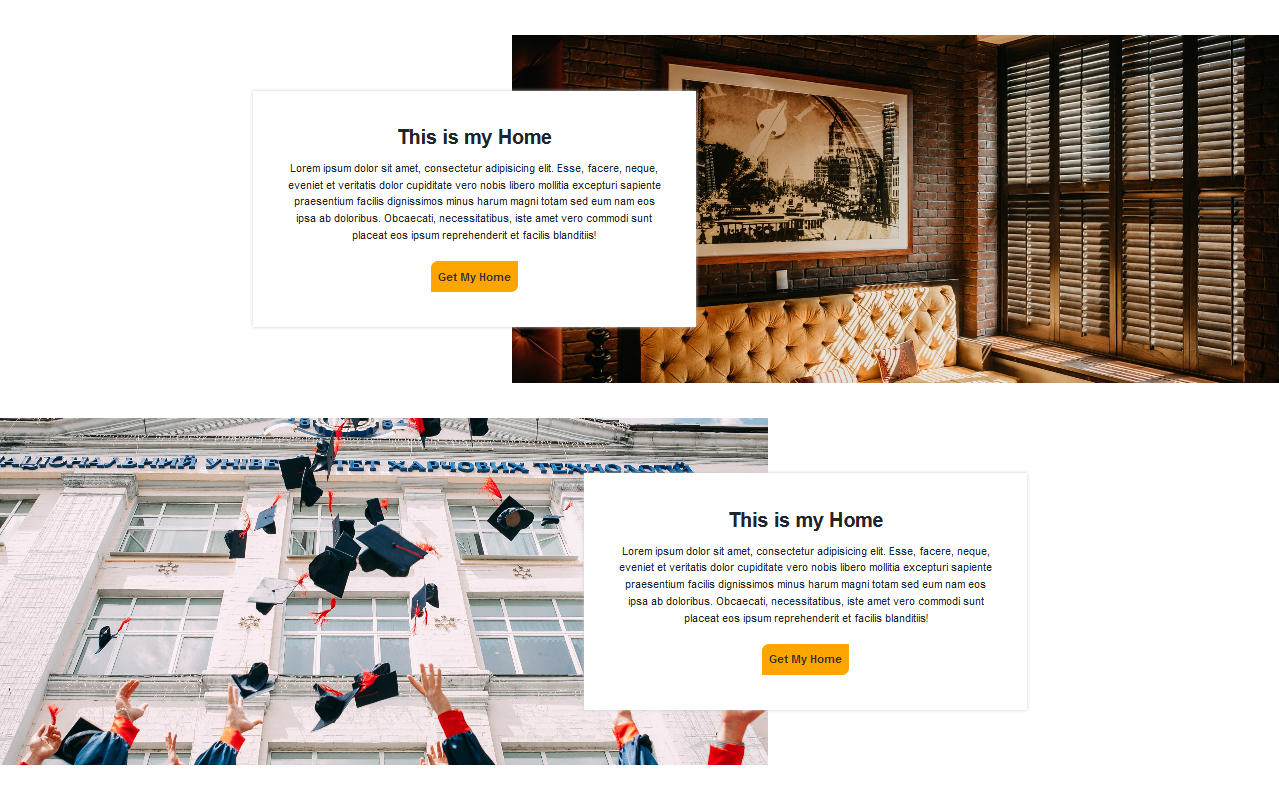 This is my Home
Lorem ipsum dolor sit amet, consectetur adipisicing elit. Esse, facere, neque,
eveniet et veritatis dolor cupiditate vero nobis libero mollitia excepturi sapiente
praesentium facilis dignissimos minus harum magni totam sed eum nam eos
ipsa ab doloribus. Obcaecati, necessitatibus, iste amet vero commodi sunt
placeat eos ipsum reprehenderit et facilis blanditiis!
Get My Home
ТЕТ ХАРЧОВИХ ТЕХНОЛОГІЙ
This is my Home
Lorem ipsum dolor sit amet, consectetur adipisicing elit. Esse, facere, neque,
eveniet et veritatis dolor cupiditate vero nobis libero mollitia excepturi sapiente
praesentium facilis dignissimos minus harum magni totam sed eum nam eos
ipsa ab doloribus. Obcaecati, necessitatibus, iste amet vero commodi sunt
placeat eos ipsum reprehenderit et facilis blanditiis!
Get My Home